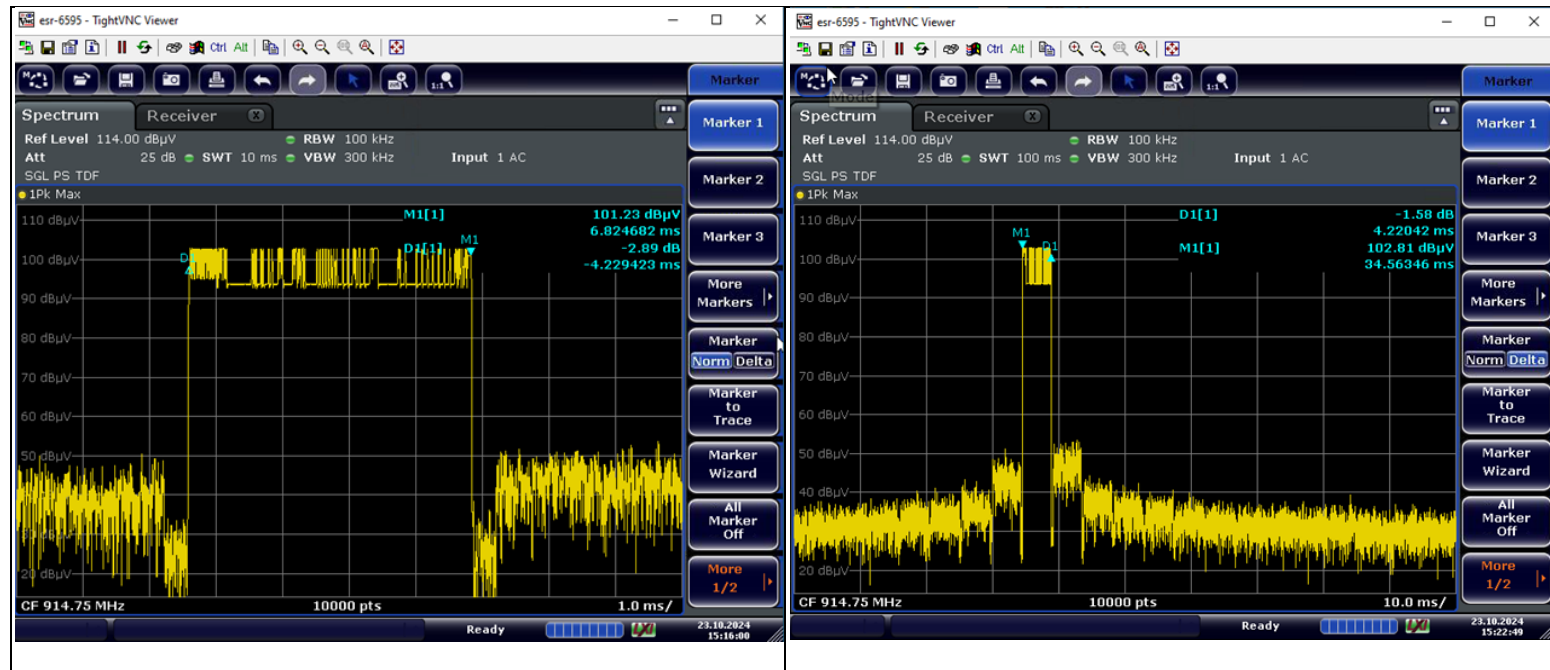 esr-6595 - TightVNC Viewer
Ctrl Alt
Marker
Spectrum
Receiver
Ref Level 114.00 dBµV
RBW 100 kHz
Att 25 dB SWT 10 ms VBW 300 kHz Input 1 AC
SGL PS TDF
1Pk Max
M1[1] 101.23 dBµV
6.824682 ms
D1[1] -2.89 dB
-4.229423 ms
M1
110 dBµV
100 dBµV
90 dBµV
80 dBµV
70 dBµV
60 dBµV
50 dBµV
20 dBµV
CF 914.75 MHz 10000 pts 1.0 ms/
Marker 1
Marker 2
Marker 3
More
Markers
Marker
Norm Delta
Marker
to
Trace
Marker
Wizard
All
Marker
Off
More
1/2
Ready
23.10.2024
15:16:00
esr-6595 - TightVNC Viewer
Ctrl Alt
Mode
Marker
Spectrum
Receiver
Ref Level 114.00 dBµV
RBW 100 kHz
Att 25 dB SWT 100 ms VBW 300 kHz Input 1 AC
SGL PS TDF
1Pk Max
D1[1] -1.58 dB
4.22042 ms
M1[1] 102.81 dBµV
34.56346 ms
M1
D1
110 dBµV
100 dBµV
90 dBµV
80 dBµV
70 dBµV
60 dBµV
50 dBµV
40 dBµV
20 dBµV
CF 914.75 MHz 10000 pts 10.0 ms/
Marker 1
Marker 2
Marker 3
More
Markers
Marker
Norm Delta
Marker
to
Trace
Marker
Wizard
All
Marker
Off
More
1/2
Ready
23.10.2024
15:22:49